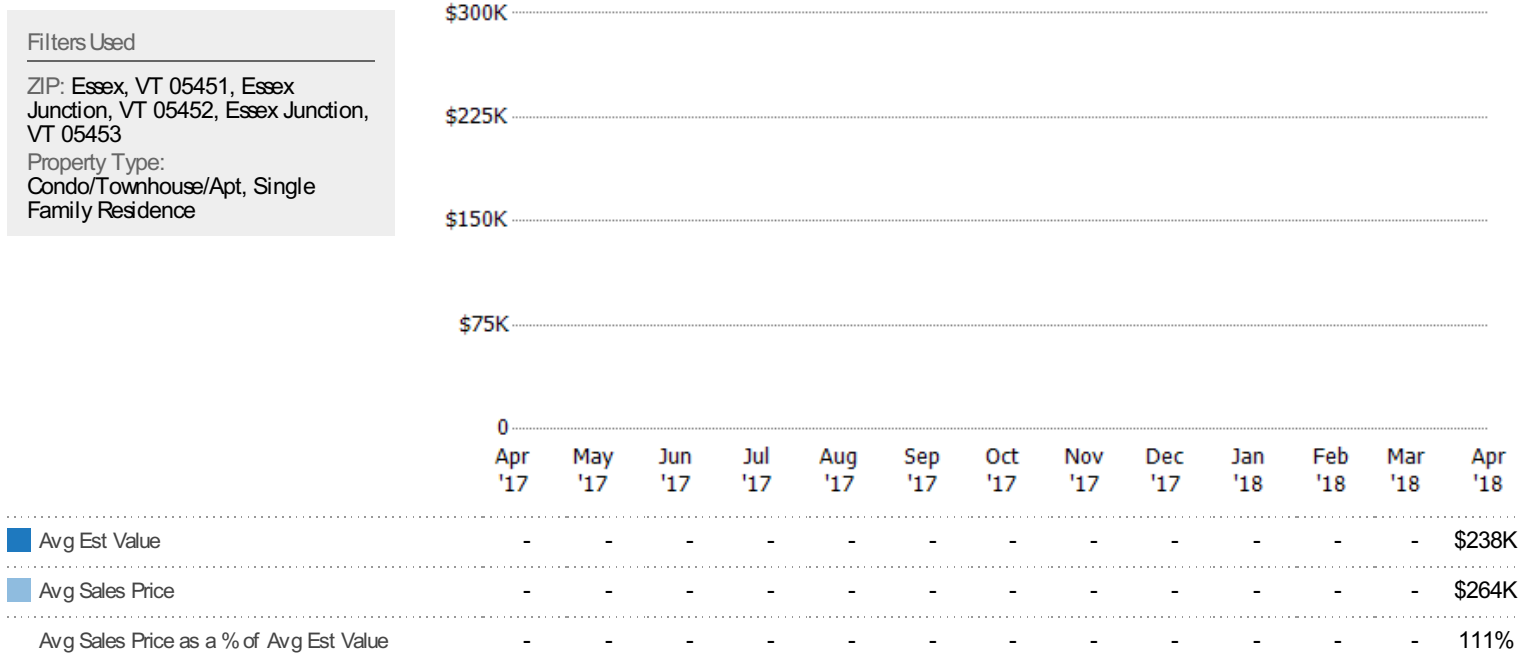 Filters Used
ZIP: Essex, VT 05451, Essex
Junction, VT 05452, Essex Junction,
VT 05453
Property Type:
Condo/Townhouse/Apt, Single
Family Residence
$300K
$225K
$150K
$75K
0
Apr '17 May '17 Jun '17 Jul '17 Aug '17 Sep '17 Oct '17 Nov '17 Dec '17 Jan '18 Feb '18 Mar '18 Apr '18
Avg Est Value - - - - - - - - - - - - $238K
Avg Sales Price - - - - - - - - - - - - $264K
Avg Sales Price as a % of Avg Est Value - - - - - - - - - - - - 111%